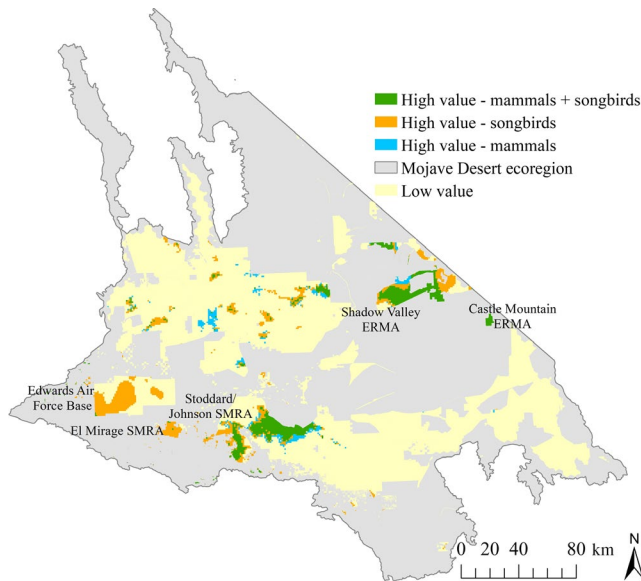 High value - mammals + songbirds
High value - songbirds
High value - mammals
Mojave Desert ecoregion
Low value
Shadow Valley
ERMA
Castle Mountain
ERMA
Edwards Air
Force Base
Stoddard/
Johnson SMRA
El Mirage SMRA
N
0 20 40 80 km